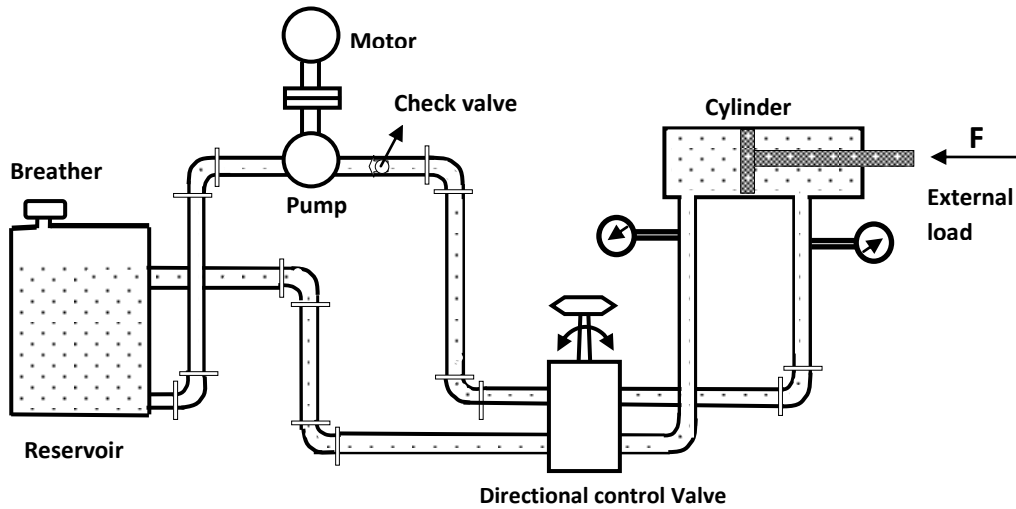 Motor
Check valve
Cylinder
F
Breather
Pump
External
load
Reservoir
Directional control Valve